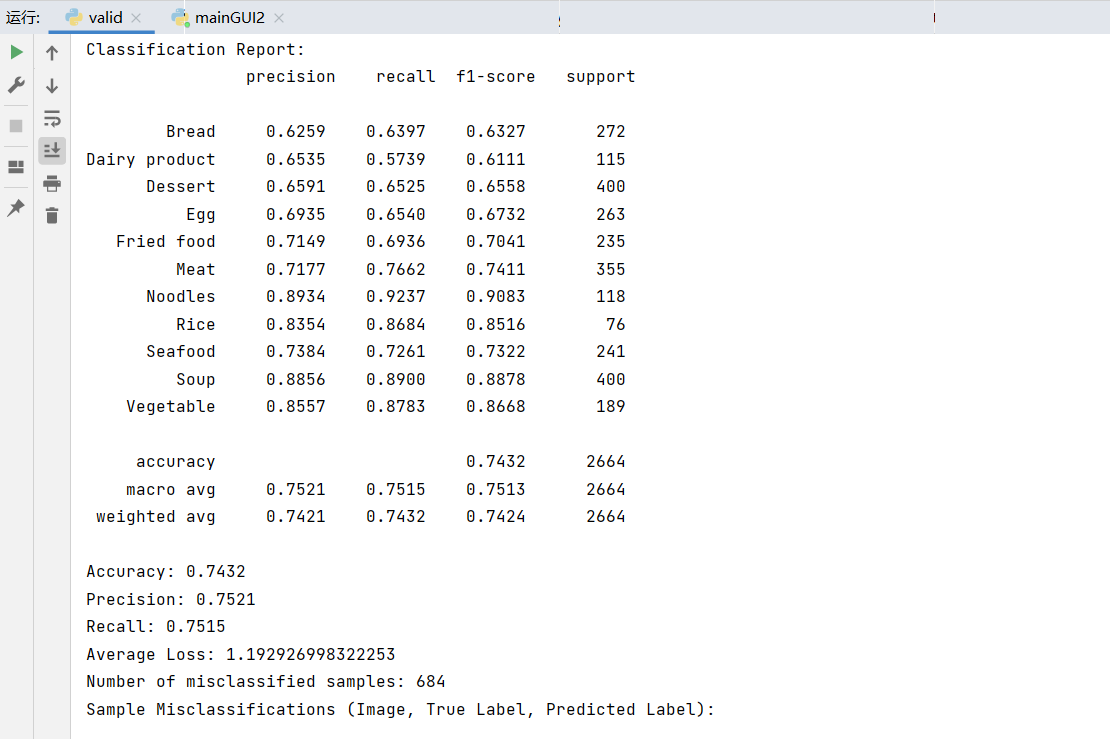 运行: valid mainGUI2
Classification Report:
precision recall f1-score support
Bread 0.6259 0.6397 0.6327 272
Dairy product 0.6535 0.5739 0.6111 115
Dessert 0.6591 0.6525 0.6558 400
Egg 0.6935 0.6540 0.6732 263
Fried food 0.7149 0.6936 0.7041 235
Meat 0.7177 0.7662 0.7411 355
Noodles 0.8934 0.9237 0.9083 118
Rice 0.8354 0.8684 0.8516 76
Seafood 0.7384 0.7261 0.7322 241
Soup 0.8856 0.8900 0.8878 400
Vegetable 0.8557 0.8783 0.8668 189
accuracy 0.7432 2664
macro avg 0.7521 0.7515 0.7513 2664
weighted avg 0.7421 0.7432 0.7424 2664
Accuracy: 0.7432
Precision: 0.7521
Recall: 0.7515
Average Loss: 1.192926998322253
Number of misclassified samples: 684
Sample Misclassifications (Image, True Label, Predicted Label):